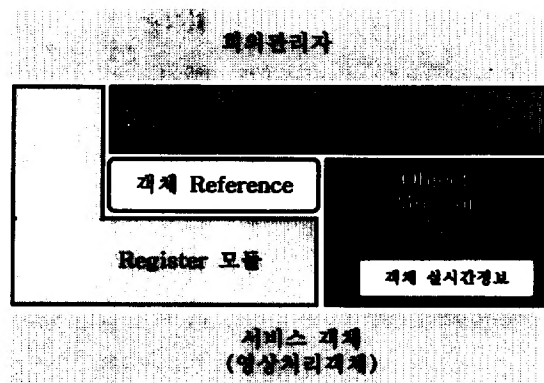 회의관리자
객체 Reference
Object
Register 모듈
객체 실시간정보
서비스 객체
(영상처리객체)